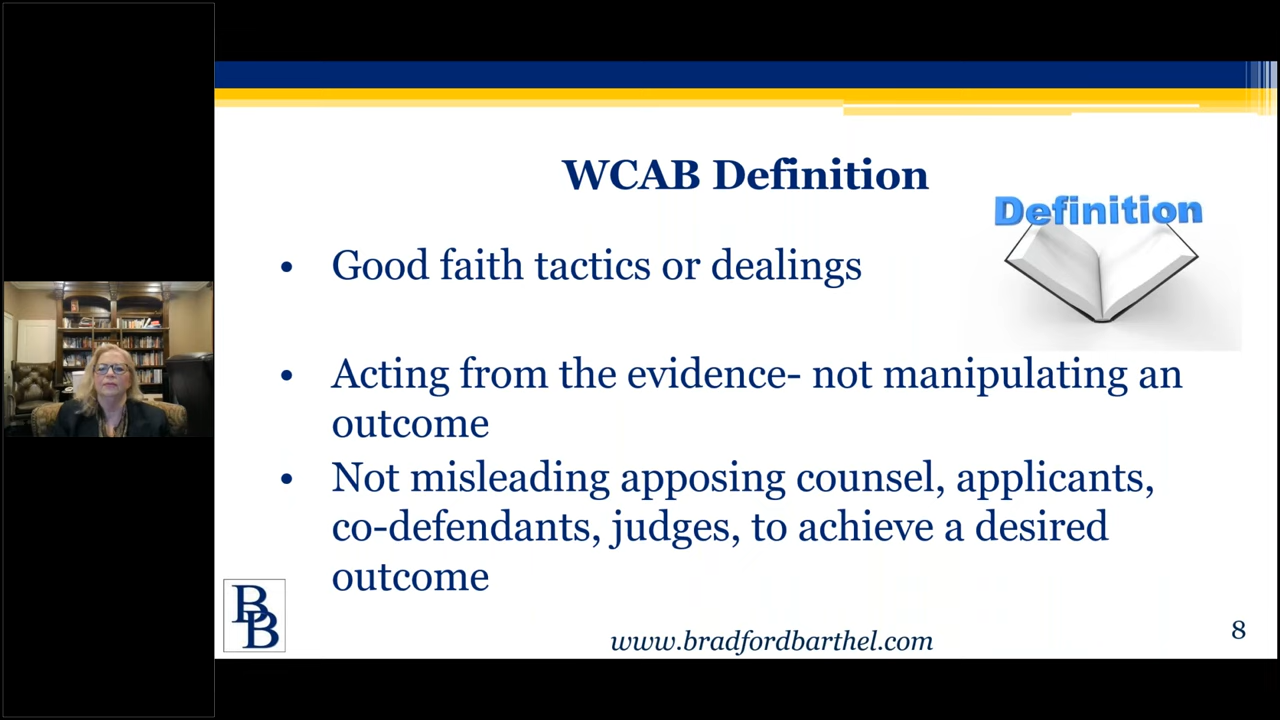 WCAB Definition
Definition
• Good faith tactics or dealings
• Acting from the evidence- not manipulating an
outcome
• Not misleading apposing counsel, applicants,
co-defendants, judges, to achieve a desired
outcome
BB
www.bradfordbarthel.com
8